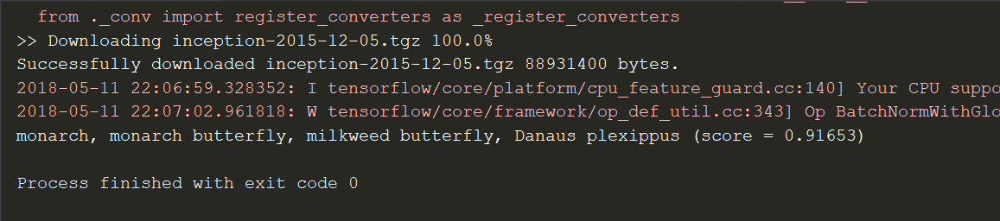 from ._conv import register_converters as _register_converters
>> Downloading inception-2015-12-05.tgz 100.0%
Successfully downloaded inception-2015-12-05.tgz 88931400 bytes.
2018-05-11 22:06:59.328352: I tensorflow/core/platform/cpu_feature_guard.cc:140] Your CPU suppo
2018-05-11 22:07:02.961818: W tensorflow/core/framework/op_def_util.cc:343] Op BatchNormWithGlo
monarch, monarch butterfly, milkweed butterfly, Danaus plexippus (score = 0.91653)
Process finished with exit code 0